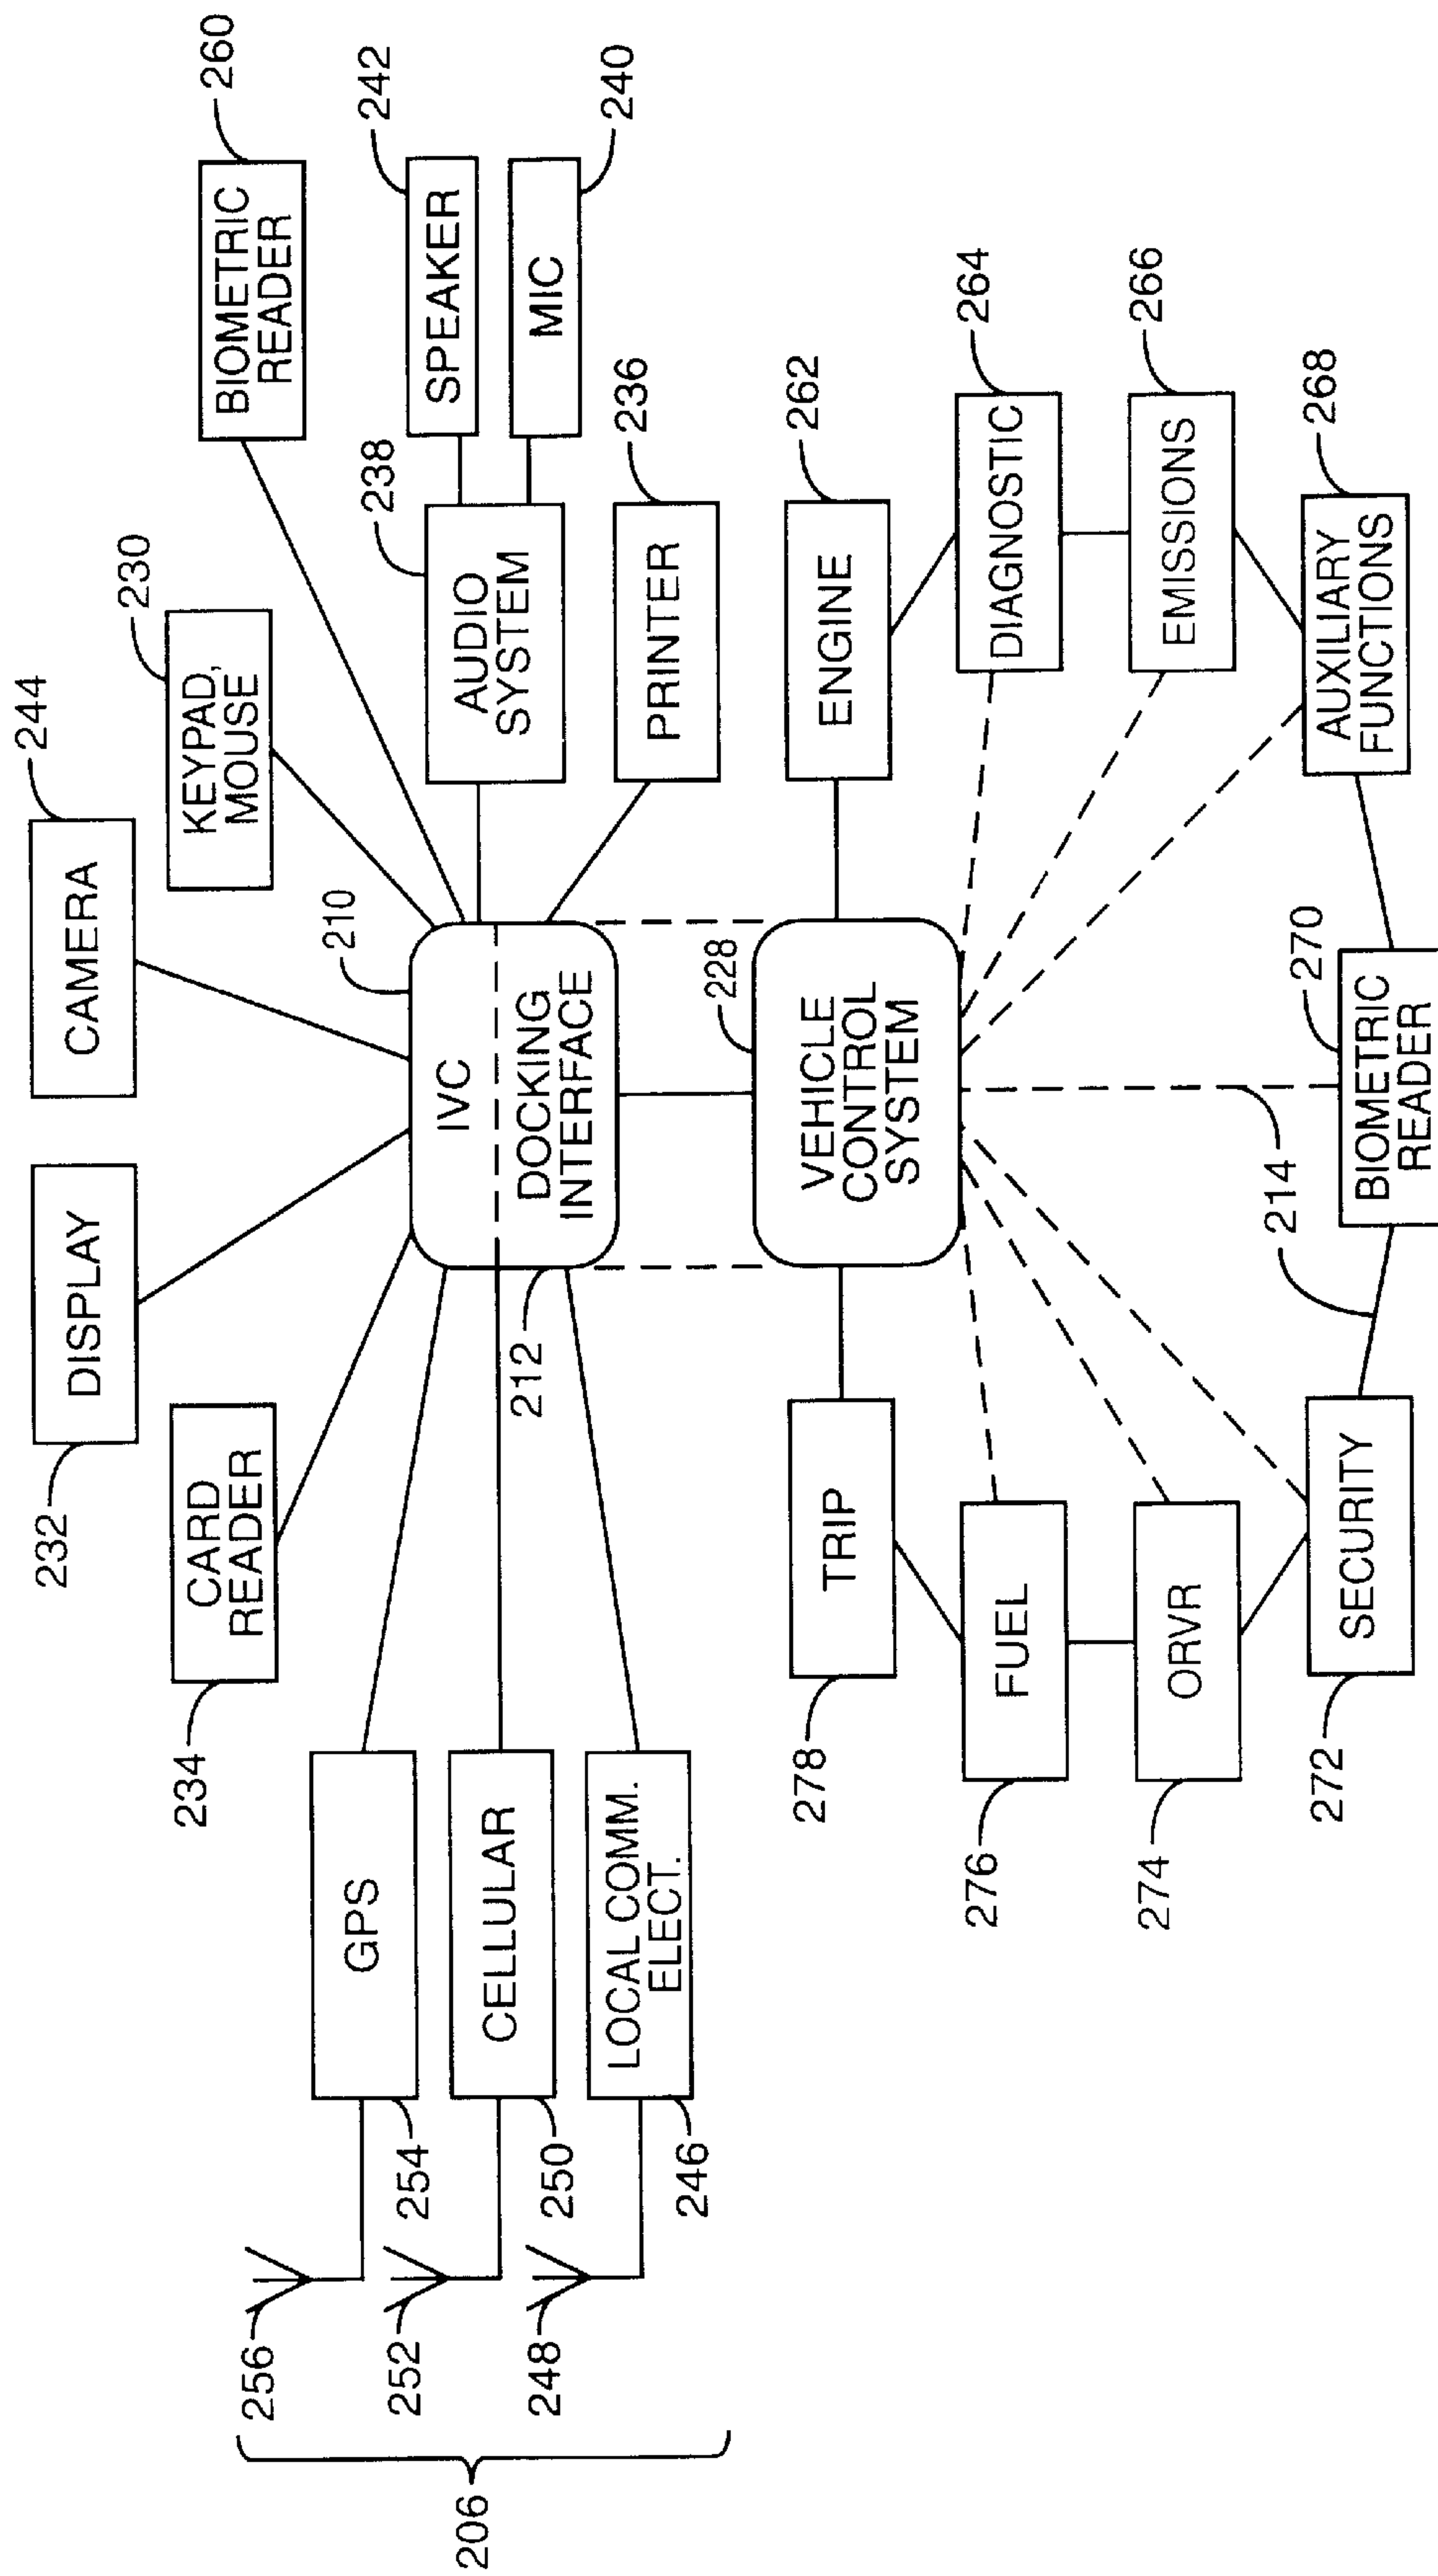 244
CAMERA
DISPLAY
232
230
KEYPAD,
MOUSE
260
BIOMETRIC
READER
CARD
READER
234
210
IVC
DOCKING
INTERFACE
212
242
SPEAKER
238
AUDIO
SYSTEM
MIC
240
236
PRINTER
256
GPS
254
252
CELLULAR
250
248
LOCAL COMM.
ELECT.
246
206
228
VEHICLE
CONTROL
SYSTEM
262
ENGINE
TRIP
278
264
DIAGNOSTIC
FUEL
276
266
EMISSIONS
ORVR
274
268
AUXILIARY
FUNCTIONS
214
270
SECURITY
272
BIOMETRIC
READER